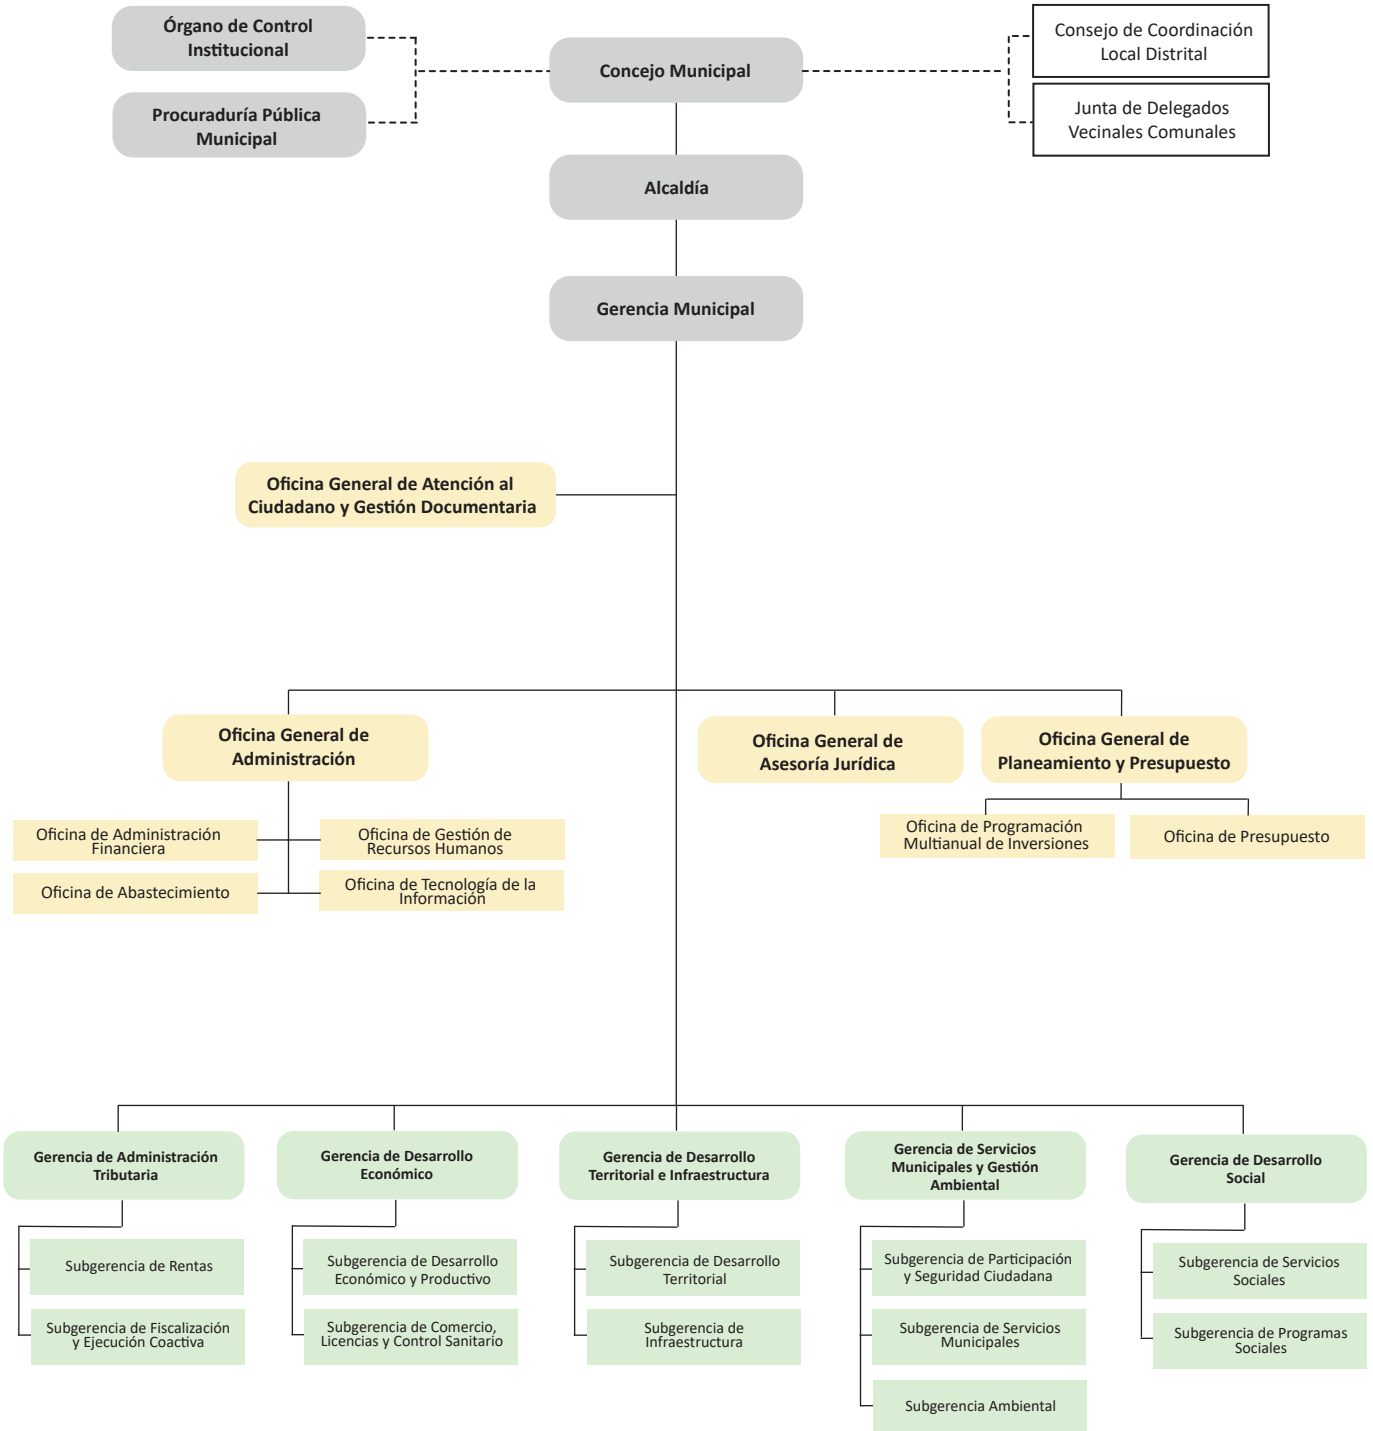 Órgano de Control
Institucional
Concejo Municipal
Consejo de Coordinación
Local Distrital
Procuraduría Pública
Municipal
Junta de Delegados
Vecinales Comunales
Alcaldía
Gerencia Municipal
Oficina General de Atención al
Ciudadano y Gestión Documentaria
Oficina General de
Administración
Oficina General de
Asesoría Jurídica
Oficina General de
Planeamiento y Presupuesto
Oficina de Administración
Financiera
Oficina de Gestión de
Recursos Humanos
Oficina de Abastecimiento
Oficina de Tecnología de la
Información
Oficina de Programación
Multianual de Inversiones
Oficina de Presupuesto
Gerencia de Administración
Tributaria
Gerencia de Desarrollo
Económico
Gerencia de Desarrollo
Territorial e Infraestructura
Gerencia de Servicios
Municipales y Gestión
Ambiental
Gerencia de Desarrollo
Social
Subgerencia de Rentas
Subgerencia de Fiscalización
y Ejecución Coactiva
Subgerencia de Desarrollo
Económico y Productivo
Subgerencia de Comercio,
Licencias y Control Sanitario
Subgerencia de Desarrollo
Territorial
Subgerencia de
Infraestructura
Subgerencia de Participación
y Seguridad Ciudadana
Subgerencia de Servicios
Municipales
Subgerencia Ambiental
Subgerencia de Servicios
Sociales
Subgerencia de Programas
Sociales